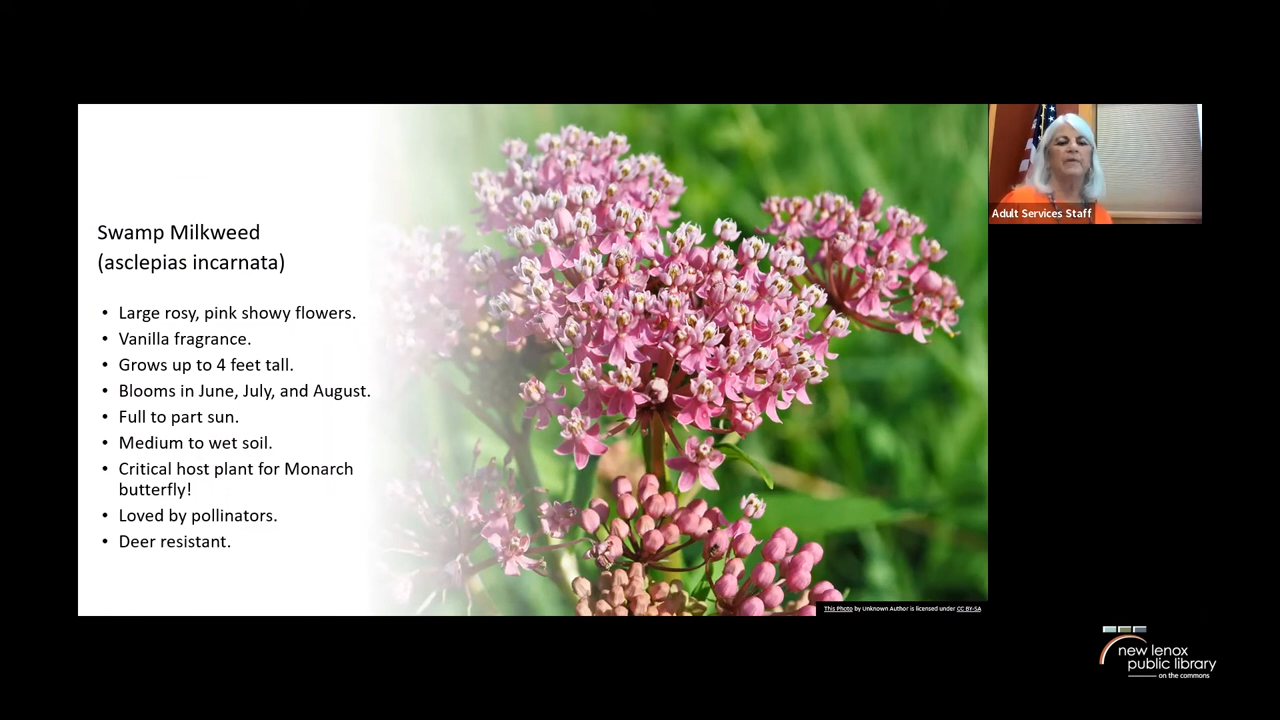 Swamp Milkweed
(asclepias incarnata)
• Large rosy, pink showy flowers.
• Vanilla fragrance.
• Grows up to 4 feet tall.
• Blooms in June, July, and August.
• Full to part sun.
• Medium to wet soil.
• Critical host plant for Monarch
butterfly!
• Loved by pollinators.
• Deer resistant.
This Photo by Unknown Author is licensed under CC BY-SA
Adult Services Staff
new lenox
public library
on the commons